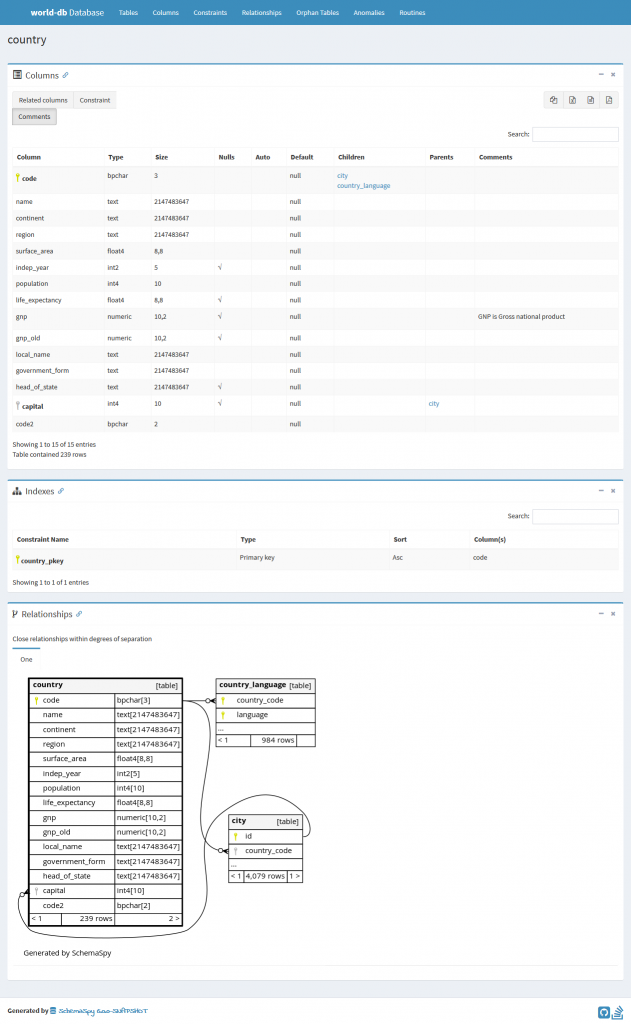 world-db Database Tables Columns Constraints Relationships Orphan Tables Anomalies Routines
country
Columns
Related columns Constraint
Comments
Search:
Column Type Size Nulls Auto Default Children Parents Comments
code bpchar 3 null city
country_language
name text 2147483647 null
continent text 2147483647 null
region text 2147483647 null
surface_area float4 8,8 null
indep_year int2 5 √ null
population int4 10 null
life_expectancy float4 8,8 √ null
gnp numeric 10,2 √ null GNP is Gross national product
gnp_old numeric 10,2 √ null
local_name text 2147483647 null
government_form text 2147483647 null
head_of_state text 2147483647 √ null
capital int4 10 √ null city
code2 bpchar 2 null
Showing 1 to 15 of 15 entries
Table contained 239 rows
Indexes
Search:
Constraint Name Type Sort Column(s)
country_pkey Primary key Asc code
Showing 1 to 1 of 1 entries
Relationships
Close relationships within degrees of separation
One
country [table]
code bpchar[3]
name text[2147483647]
continent text[2147483647]
region text[2147483647]
surface_area float4[8,8]
indep_year int2[5]
population int4[10]
life_expectancy float4[8,8]
gnp numeric[10,2]
gnp_old numeric[10,2]
local_name text[2147483647]
government_form text[2147483647]
head_of_state text[2147483647]
capital int4[10]
code2 bpchar[2]
< 1 239 rows 2 >
country_language [table]
country_code
language
...
< 1 984 rows
city [table]
id
country_code
...
< 1 4,079 rows 1 >
Generated by SchemaSpy
Generated by SchemaSpy 6.0.0-SNAPSHOT